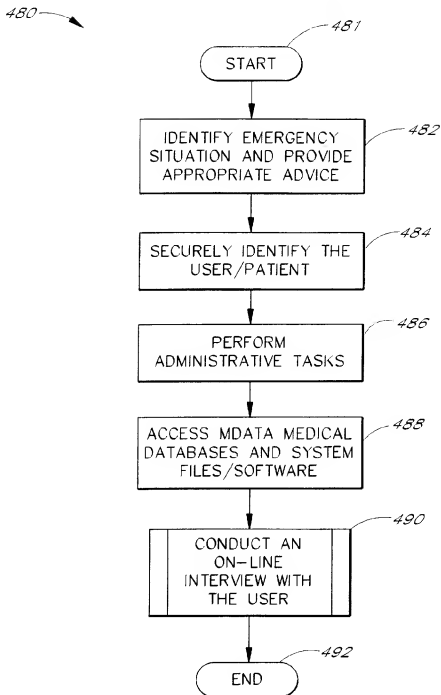 480
481
START
482
IDENTIFY EMERGENCY
SITUATION AND PROVIDE
APPROPRIATE ADVICE
484
SECURELY IDENTIFY THE
USER/PATIENT
486
PERFORM
ADMINISTRATIVE TASKS
488
ACCESS MDATA MEDICAL
DATABASES AND SYSTEM
FILES/SOFTWARE
490
CONDUCT AN
ON-LINE
INTERVIEW WITH
THE USER
492
END